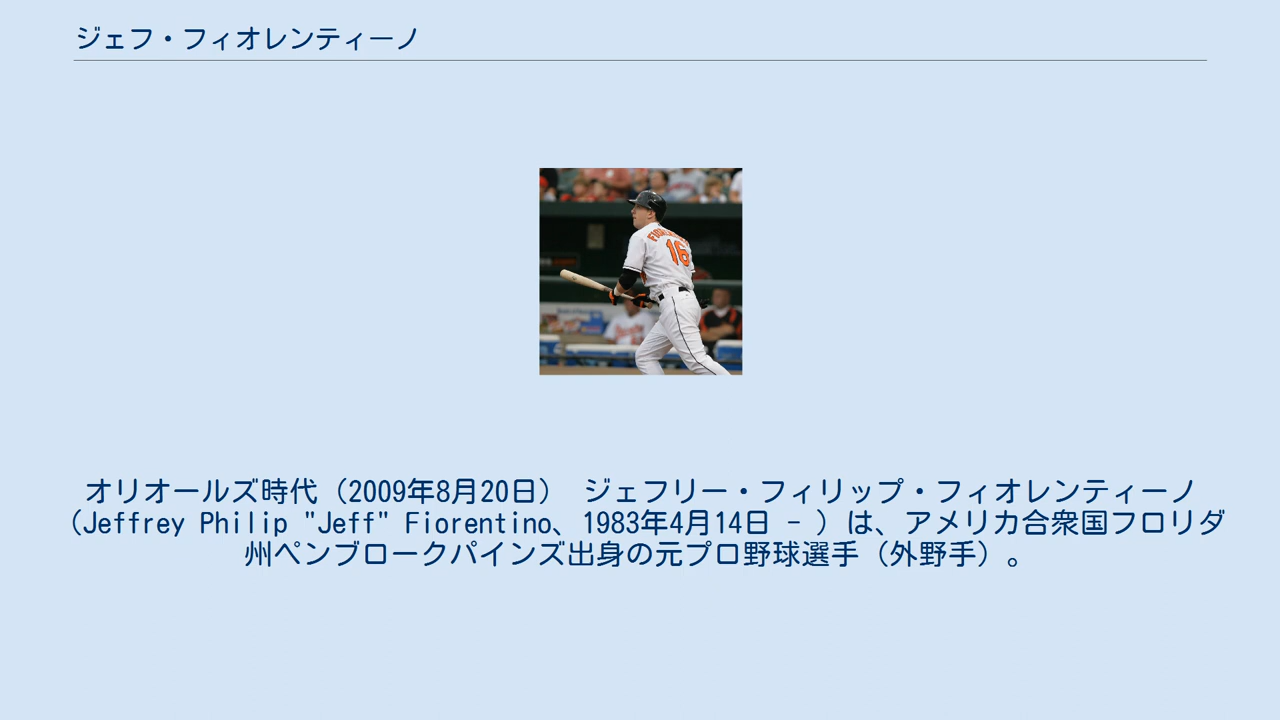 ジェフ・フィオレンティーノ
16
オリオールズ時代（2009年8月20日） ジェフリー・フィリップ・フィオレンティーノ
（Jeffrey Philip "Jeff" Fiorentino、1983年4月14日 - ）は、アメリカ合衆国フロリダ
州ペンブロークパインズ出身の元プロ野球選手（外野手）。